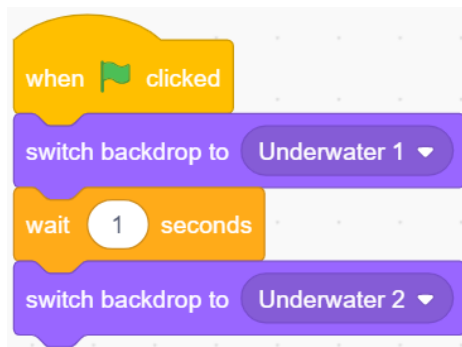 when clicked
switch backdrop to Underwater 1
wait 1 seconds
switch backdrop to Underwater 2